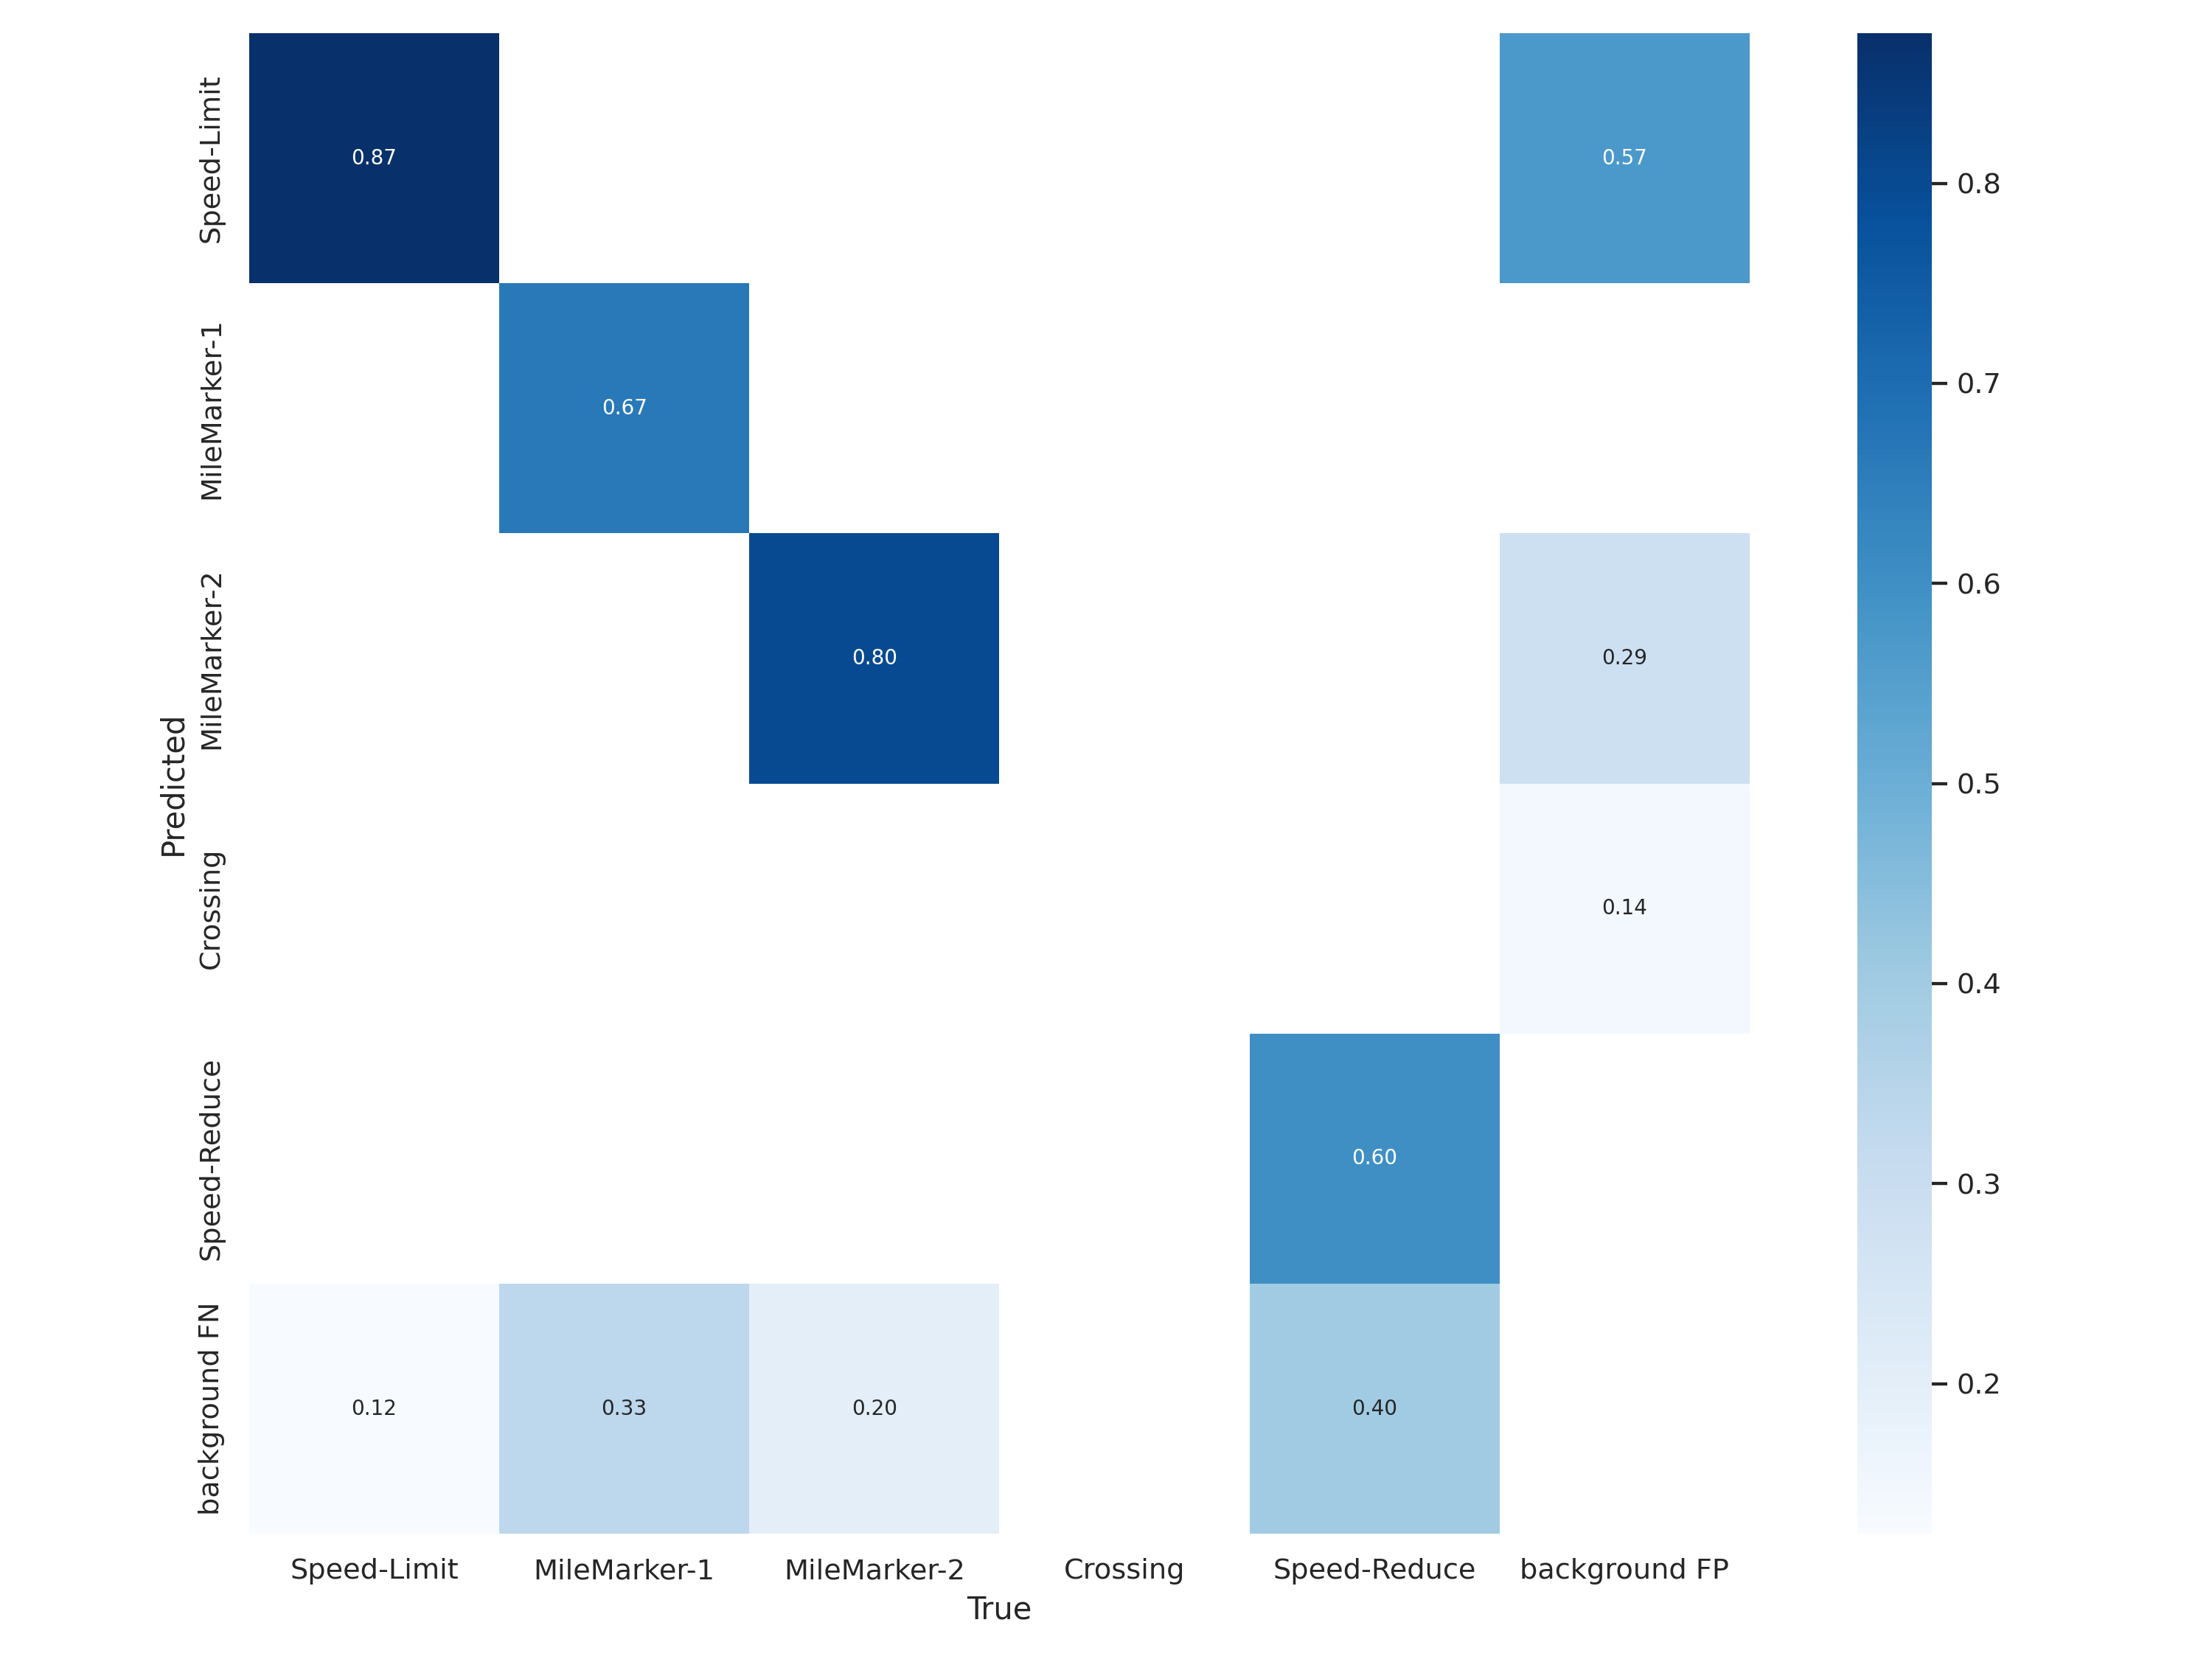 Predicted
Speed-Limit
MileMarker-1
MileMarker-2
Crossing
Speed-Reduce
background FN
0.87
0.57
0.67
0.80
0.29
0.14
0.60
0.12
0.33
0.20
0.40
Speed-Limit
MileMarker-1
MileMarker-2
Crossing
Speed-Reduce
background FP
True
0.8
0.7
0.6
0.5
0.4
0.3
0.2